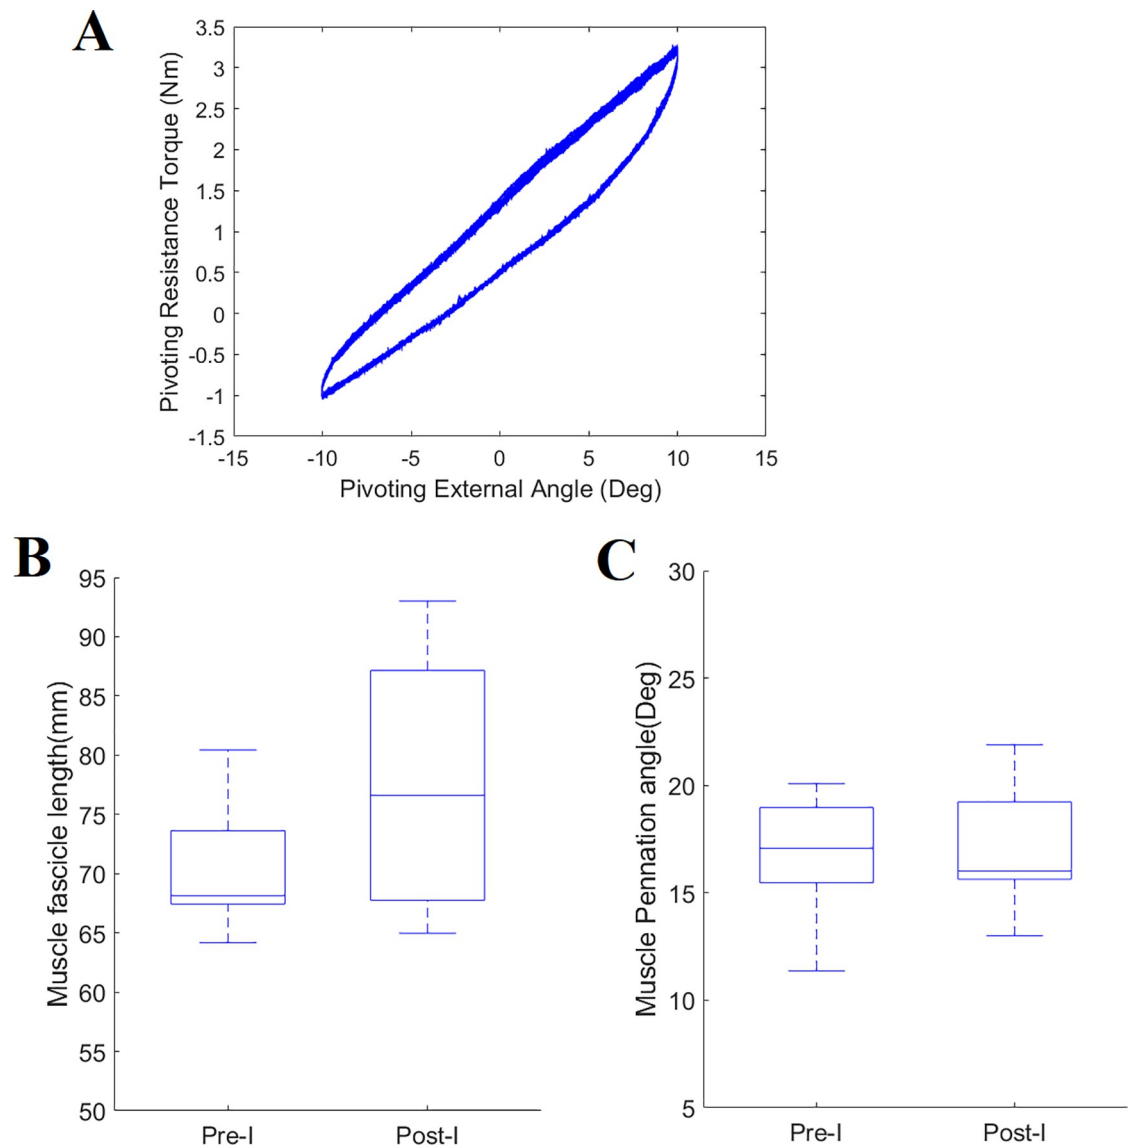 A
Pivoting Resistance Torque (Nm)
3.5
3
2.5
2
1.5
1
0.5
0
-0.5
-1
-1.5
-15 -10 -5 0 5 10 15
Pivoting External Angle (Deg)
B
Muscle fascicle length(mm)
95
90
85
80
75
70
65
60
55
50
Pre-I Post-I
C
Muscle Pennation angle(Deg)
30
25
20
15
10
5
Pre-I Post-I